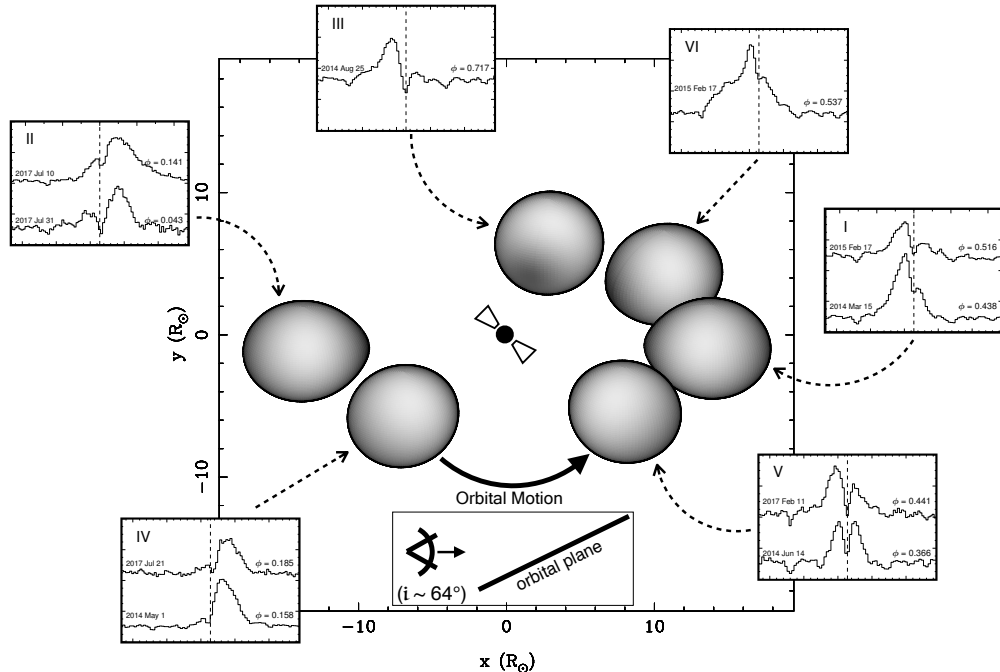 III
2014 Aug 25
ϕ = 0.717
VI
2015 Feb 17
ϕ = 0.537
II
2017 Jul 10
ϕ = 0.141
2017 Jul 31
ϕ = 0.043
I
2015 Feb 17
ϕ = 0.516
2014 Mar 15
ϕ = 0.438
10
0
−10
y (R☉)
Orbital Motion
V
2017 Feb 11
ϕ = 0.441
2014 Jun 14
ϕ = 0.366
IV
2017 Jul 21
ϕ = 0.185
2014 May 1
ϕ = 0.158
(i ~ 64°)
orbital plane
−10
0
10
x (R☉)